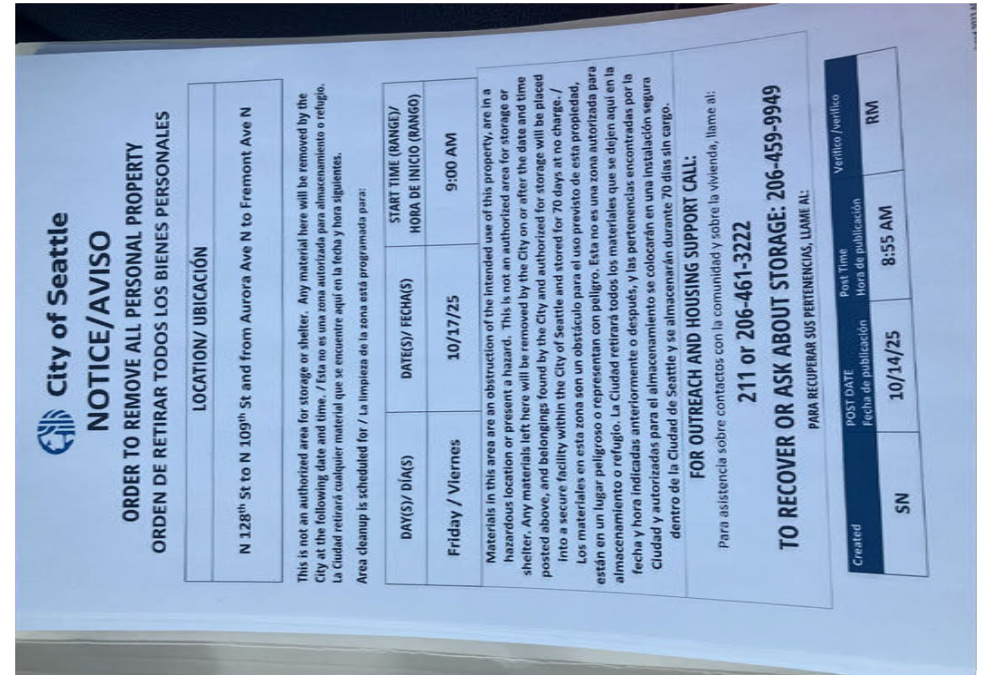 City of Seattle
NOTICE/AVISO
ORDER TO REMOVE ALL PERSONAL PROPERTY
ORDEN DE RETIRAR TODOS LOS BIENES PERSONALES
LOCATION/ UBICACIÓN
N 128th St to N 109th St and from Aurora Ave N to Fremont Ave N
This is not an authorized area for storage or shelter. Any material here will be removed by the
City at the following date and time. / Esta no es una zona autorizada para almacenamiento o refugio.
La Ciudad retirará cualquier material que se encuentre aquí en la fecha y hora siguientes.
Area cleanup is scheduled for / La limpieza de la zona está programada para:
DAY(S)/ DÍA(S)
DATE(S)/ FECHA(S)
START TIME (RANGE)/
HORA DE INICIO (RANGO)
Friday / Viernes
10/17/25
9:00 AM
Materials in this area are an obstruction of the intended use of this property, are in a
hazardous location or present a hazard. This is not an authorized area for storage or
shelter. Any materials left here will be removed by the City on or after the date and time
posted above, and belongings found by the City and authorized for storage will be placed
into a secure facility within the City of Seattle and stored for 70 days at no charge. /
Los materiales en esta zona son un obstáculo para el uso previsto de esta propiedad,
están en un lugar peligroso o representan con peligro. Esta no es una zona autorizada para
almacenamiento o refugio. La Ciudad retirará todos los materiales que se dejen aquí en la
fecha y hora indicadas anteriormente o después, y las pertenencias encontradas por la
Ciudad y autorizadas para el almacenamiento se colocarán en una instalación segura
dentro de la Ciudad de Seattle y se almacenarán durante 70 días sin cargo.
FOR OUTREACH AND HOUSING SUPPORT CALL:
Para asistencia sobre contactos con la comunidad y sobre la vivienda, llame al:
211 or 206-461-3222
TO RECOVER OR ASK ABOUT STORAGE: 206-459-9949
PARA RECUPERAR SUS PERTENENCIAS, LLAME AL:
Created
POST DATE
Fecha de publicación
Post Time
Hora de publicación
Verifico /verifico
SN
10/14/25
8:55 AM
RM